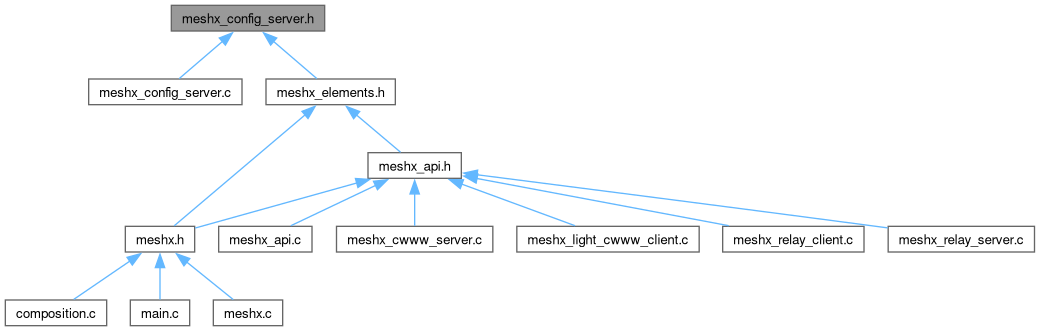 meshx_config_server.h
meshx_config_server.c
meshx_elements.h
meshx_api.h
meshx.h
meshx_api.c
meshx_cwww_server.c
meshx_light_cwww_client.c
meshx_relay_client.c
meshx_relay_server.c
composition.c
main.c
meshx.c